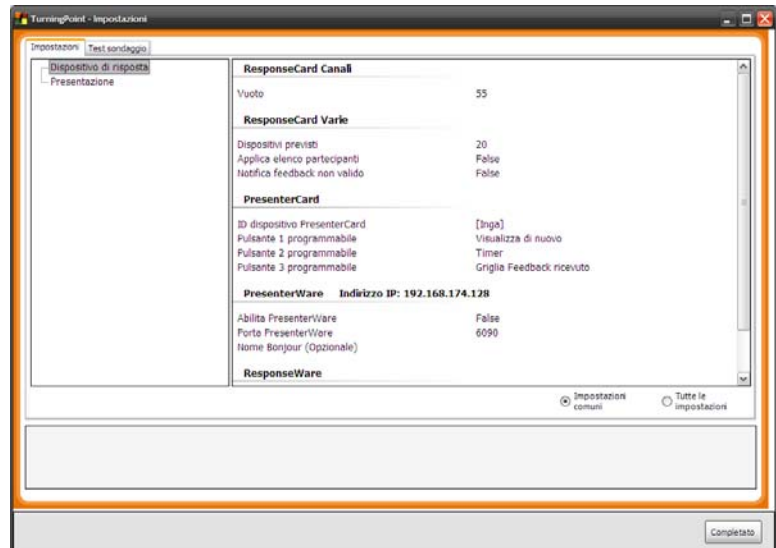 TurningPoint - Impostazioni
Impostazioni Test sondaggio
Dispositivo di risposta
Presentazione
ResponseCard Canali
Vuoto 55
ResponseCard Varie
Dispositivi previsti 20
Applica elenco partecipanti False
Notifica feedback non valido False
PresenterCard
ID dispositivo PresenterCard [Inga]
Pulsante 1 programmabile Visualizza di nuovo
Pulsante 2 programmabile Timer
Pulsante 3 programmabile Griglia Feedback ricevuto
PresenterWare Indirizzo IP: 192.168.174.128
Abilita PresenterWare False
Porta PresenterWare 6090
Nome Bonjour (Opzionale)
ResponseWare
Impostazioni comuni
Tutte le impostazioni
Completato